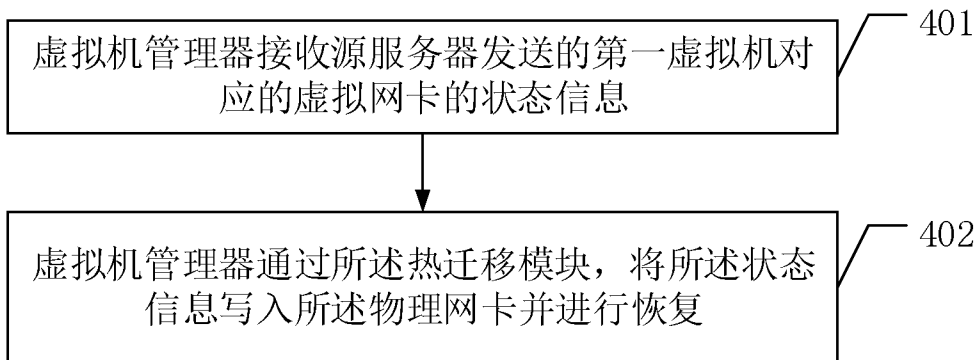 虚拟机管理器接收源服务器发送的第一虚拟机对
应的虚拟网卡的状态信息
401
虚拟机管理器通过所述热迁移模块，将所述状态
信息写入所述物理网卡并进行恢复
402